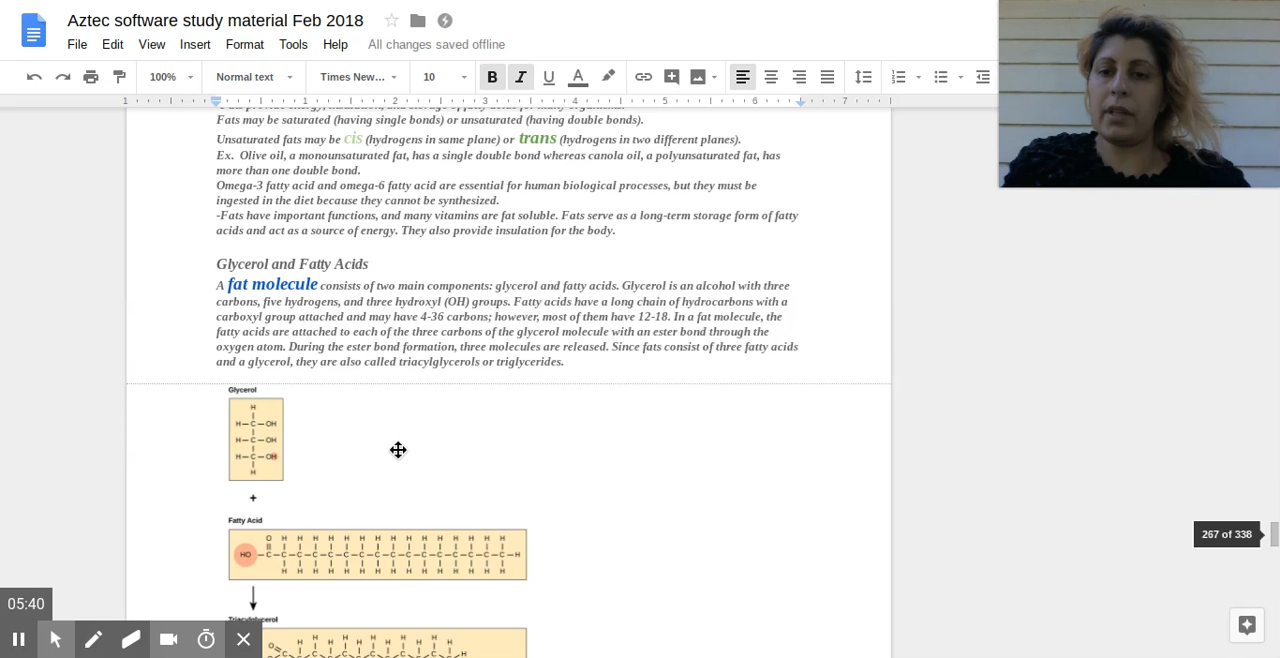 Aztec software study material Feb 2018
File Edit View Insert Format Tools Help All changes saved offline
100% Normal text Times New... 10 B I U A
1 1 2 3 4 5 6 7
Fats may be saturated (having single bonds) or unsaturated (having double bonds).
Unsaturated fats may be cis (hydrogens in same plane) or trans (hydrogens in two different planes).
Ex. Olive oil, a monounsaturated fat, has a single double bond whereas canola oil, a polyunsaturated fat, has
more than one double bond.
Omega-3 fatty acid and omega-6 fatty acid are essential for human biological processes, but they must be
ingested in the diet because they cannot be synthesized.
-Fats have important functions, and many vitamins are fat soluble. Fats serve as a long-term storage form of fatty
acids and act as a source of energy. They also provide insulation for the body.
Glycerol and Fatty Acids
A fat molecule consists of two main components: glycerol and fatty acids. Glycerol is an alcohol with three
carbons, five hydrogens, and three hydroxyl (OH) groups. Fatty acids have a long chain of hydrocarbons with a
carboxyl group attached and may have 4-36 carbons; however, most of them have 12-18. In a fat molecule, the
fatty acids are attached to each of the three carbons of the glycerol molecule with an ester bond through the
oxygen atom. During the ester bond formation, three molecules are released. Since fats consist of three fatty acids
and a glycerol, they are also called triacylglycerols or triglycerides.
Glycerol
H
H-C-OH
H-C-OH
H-C-OH
H
+
Fatty Acid
O H H H H H H H H H H H H H H H
HO-C-C-C-C-C-C-C-C-C-C-C-C-C-C-C-C-H
H H H H H H H H H H H H H H H
Triacylglycerol
267 of 338
05:40